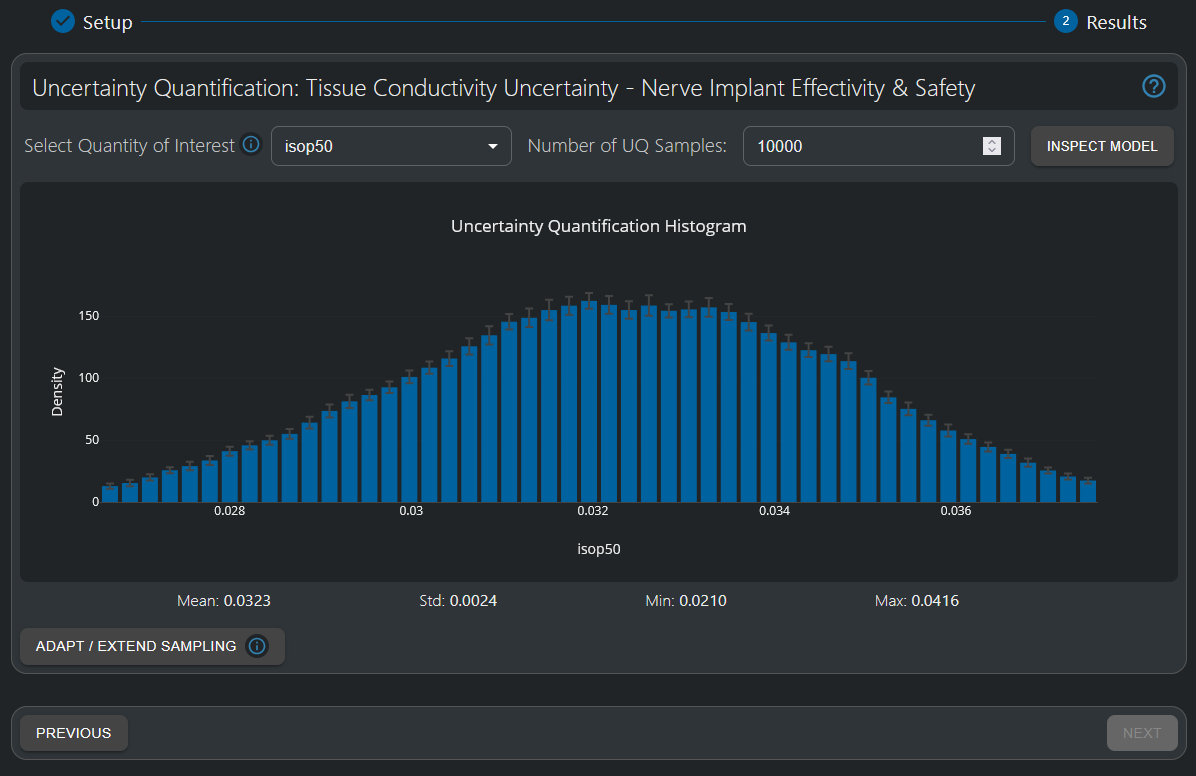 Setup
2 Results
Uncertainty Quantification: Tissue Conductivity Uncertainty - Nerve Implant Effectivity & Safety ?
Select Quantity of Interest i isop50 Number of UQ Samples: 10000 INSPECT MODEL
Uncertainty Quantification Histogram
150
100
50
0
Density
0.028 0.03 0.032 0.034 0.036
isop50
Mean: 0.0323 Std: 0.0024 Min: 0.0210 Max: 0.0416
ADAPT / EXTEND SAMPLING i
PREVIOUS NEXT